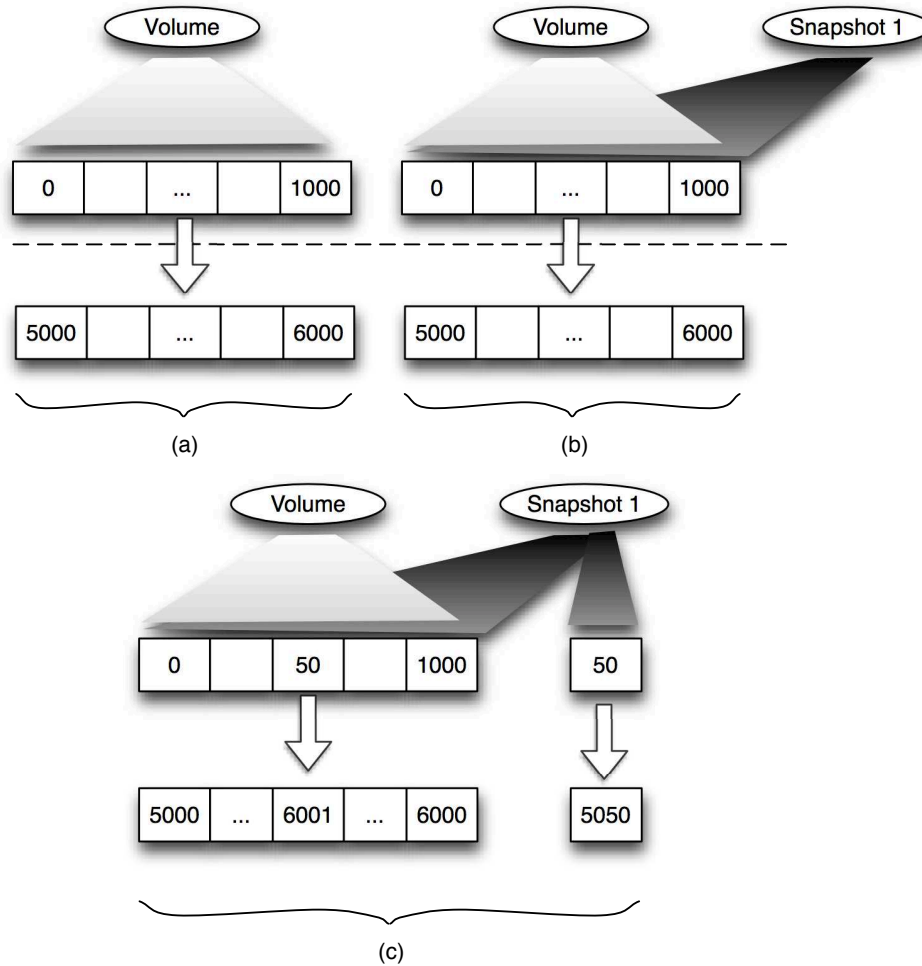 Volume
Volume
Snapshot 1
0 ... 1000
0 ... 1000
5000 ... 6000
5000 ... 6000
(a)
(b)
Volume
Snapshot 1
0 50 1000
50
5000 ... 6001 ... 6000
5050
(c)